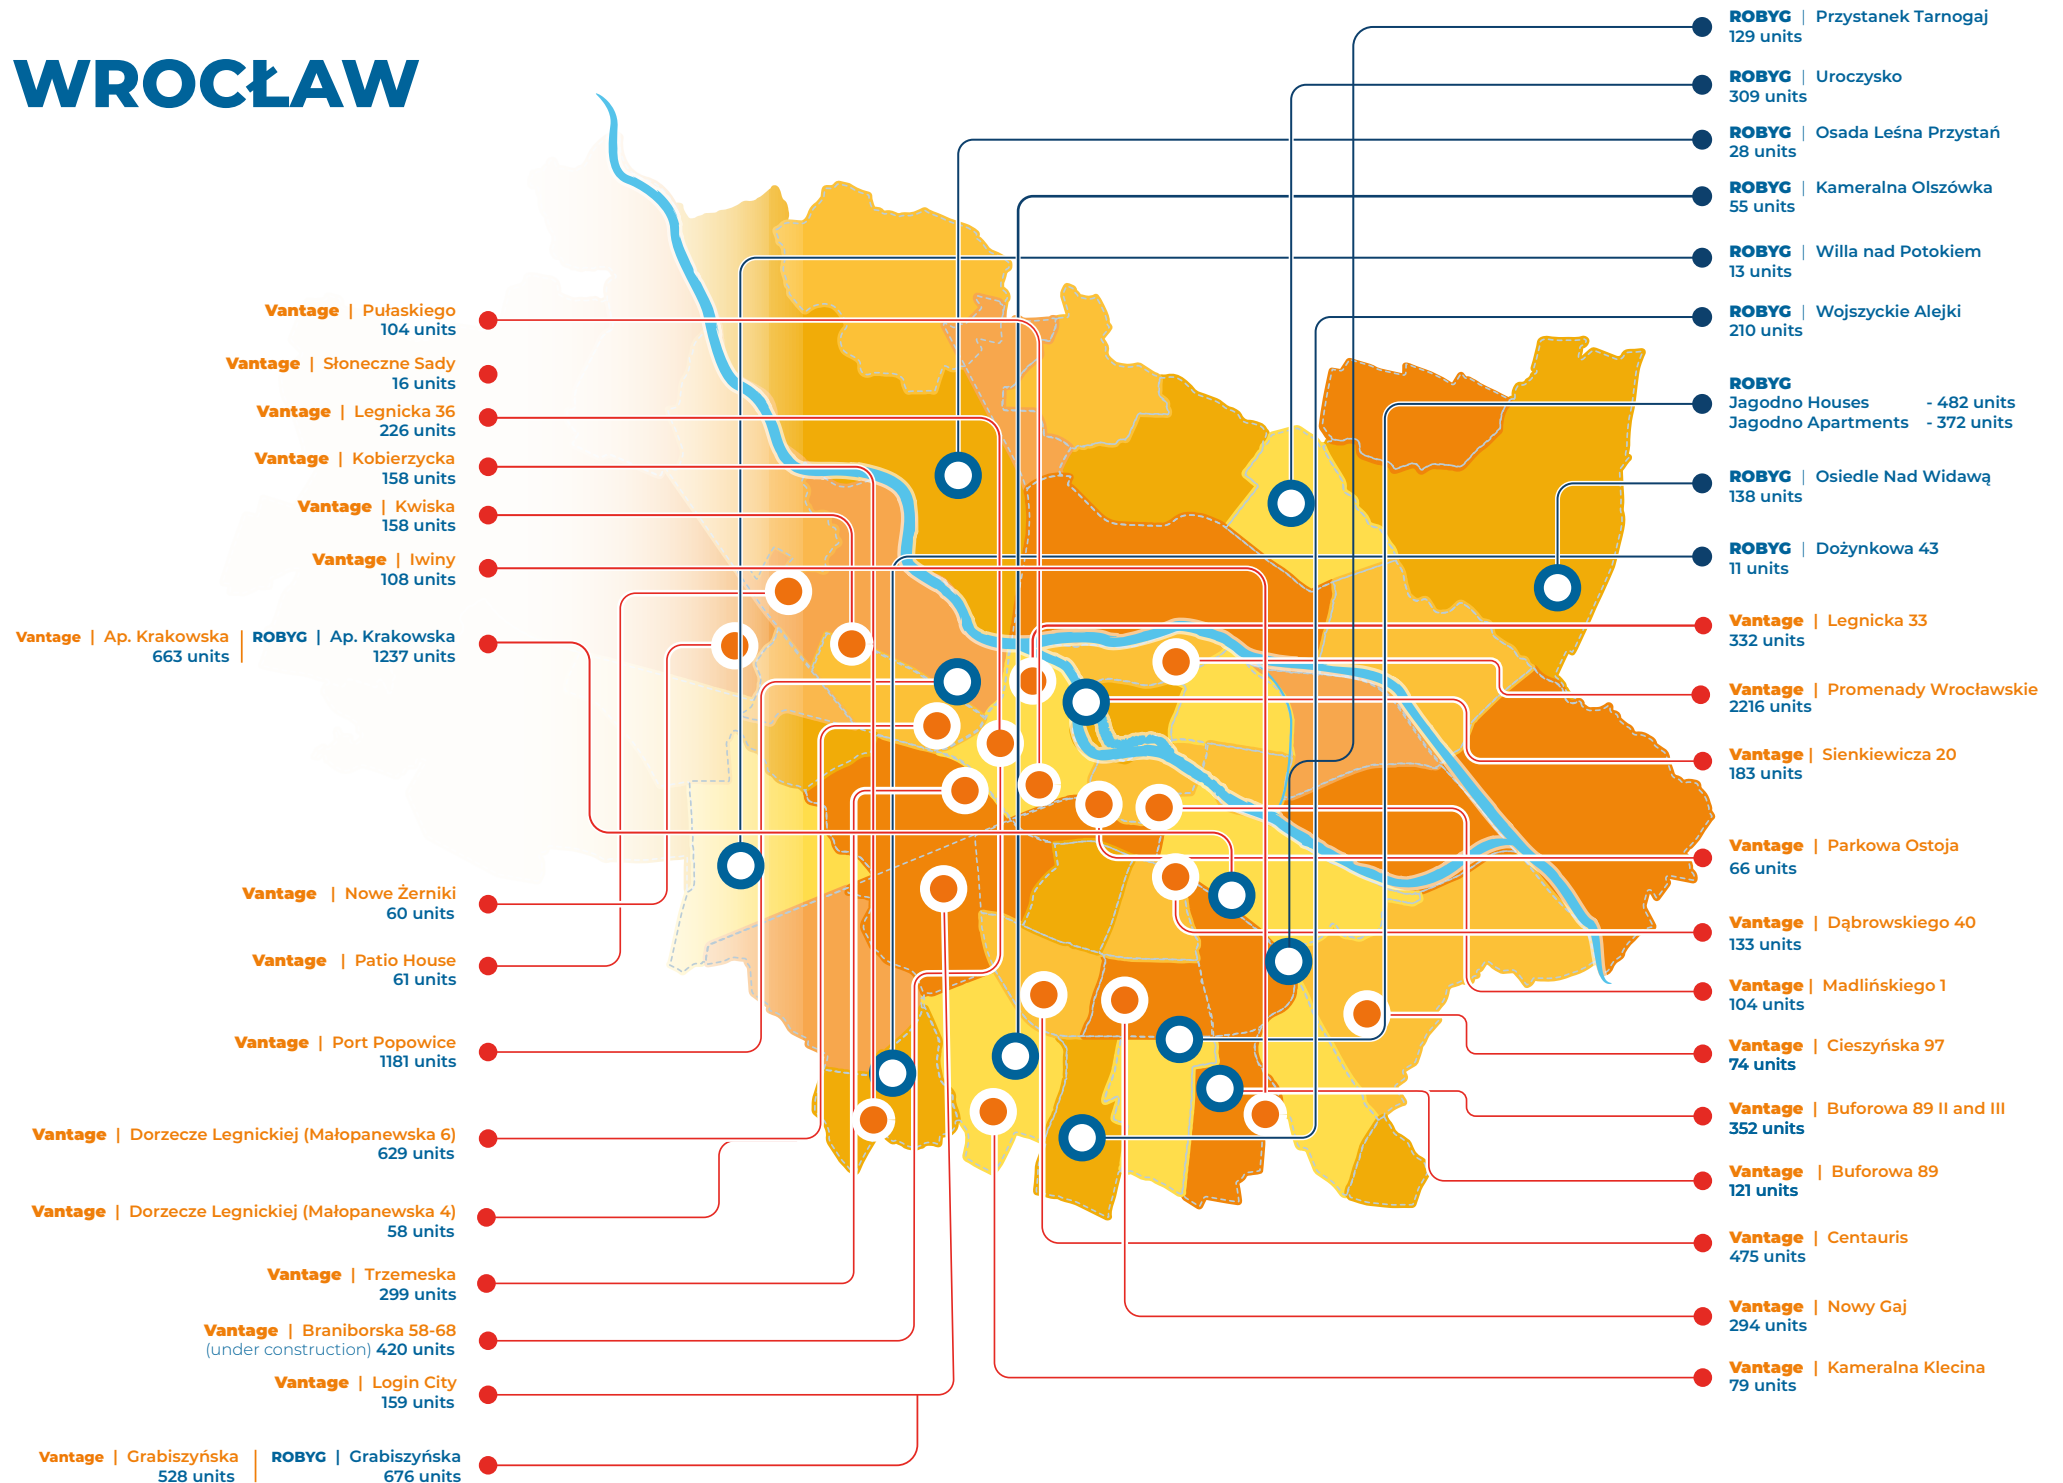 WROCŁAW
Vantage | Pułaskiego
104 units
Vantage | Słoneczne Sady
16 units
Vantage | Legnicka 36
226 units
Vantage | Kobierzycka
158 units
Vantage | Kwiska
158 units
Vantage | Iwiny
108 units
Vantage | Ap. Krakowska | ROBYG | Ap. Krakowska
663 units 1237 units
Vantage | Nowe Żerniki
60 units
Vantage | Patio House
61 units
Vantage | Port Popowice
1181 units
Vantage | Dorzecze Legnickiej (Małopanewska 6)
629 units
Vantage | Dorzecze Legnickiej (Małopanewska 4)
58 units
Vantage | Trzemeska
299 units
Vantage | Braniborska 58-68
(under construction) 420 units
Vantage | Login City
159 units
Vantage | Grabiszyńska | ROBYG | Grabiszyńska
528 units 676 units
ROBYG | Przystanek Tarnogaj
129 units
ROBYG | Uroczysko
309 units
ROBYG | Osada Leśna Przystań
28 units
ROBYG | Kameralna Olszówka
55 units
ROBYG | Willa nad Potokiem
13 units
ROBYG | Wojszyckie Alejki
210 units
ROBYG
Jagodno Houses - 482 units
Jagodno Apartments - 372 units
ROBYG | Osiedle Nad Widawą
138 units
ROBYG | Dożynkowa 43
11 units
Vantage | Legnicka 33
332 units
Vantage | Promenady Wrocławskie
2216 units
Vantage | Sienkiewicza 20
183 units
Vantage | Parkowa Ostoja
66 units
Vantage | Dąbrowskiego 40
133 units
Vantage | Madlińskiego 1
104 units
Vantage | Cieszyńska 97
74 units
Vantage | Buforowa 89 II and III
352 units
Vantage | Buforowa 89
121 units
Vantage | Centauris
475 units
Vantage | Nowy Gaj
294 units
Vantage | Kameralna Klecina
79 units